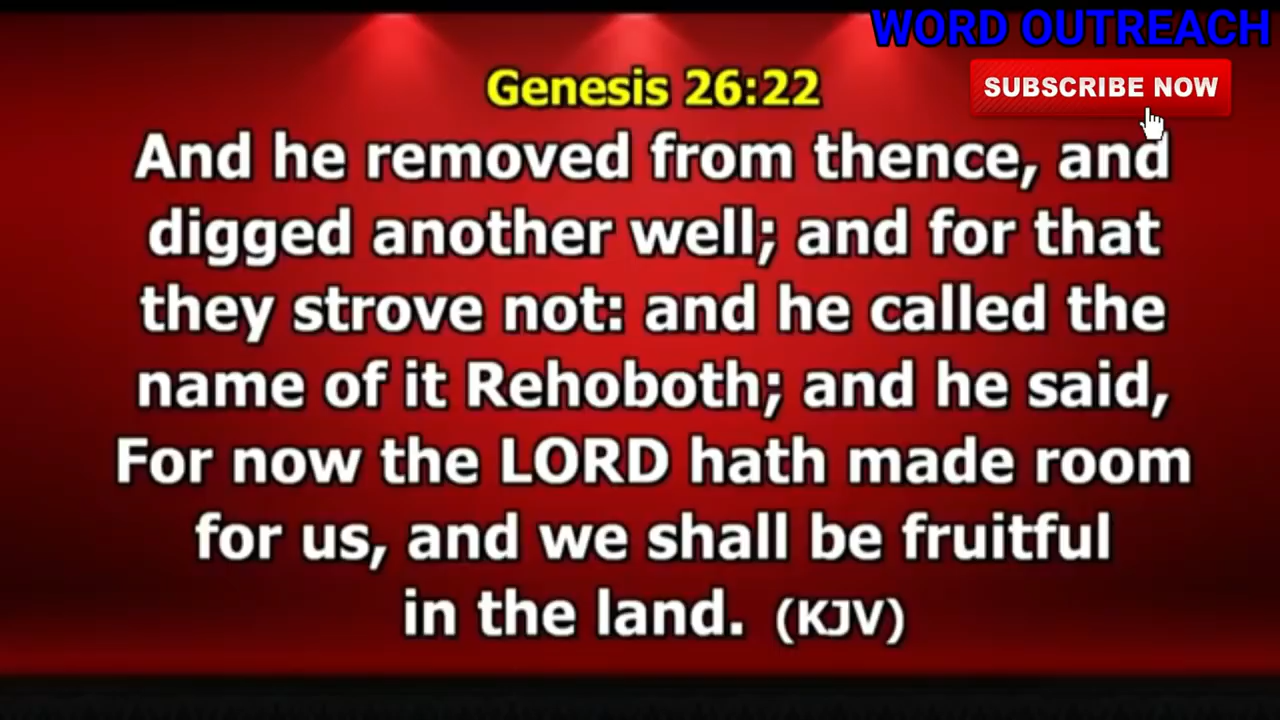 WORD OUTREACH
SUBSCRIBE NOW
Genesis 26:22
And he removed from thence, and
digged another well; and for that
they strove not: and he called the
name of it Rehoboth; and he said,
For now the LORD hath made room
for us, and we shall be fruitful
in the land. (KJV)